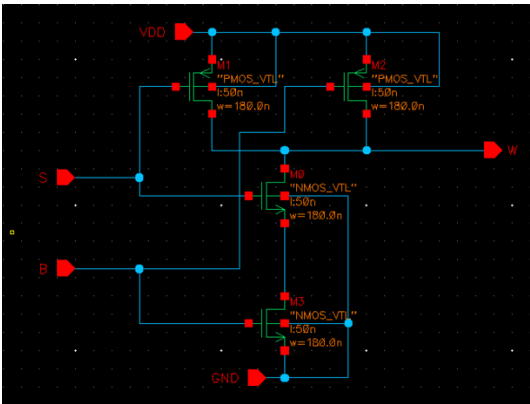 VDD
M1
"PMOS_VTL"
l:50n
w=180.0n
M2
"PMOS_VTL"
l:50n
w=180.0n
W
S
M0
"NMOS_VTL"
l:50n
w=180.0n
B
M3
"NMOS_VTL"
l:50n
w=180.0n
GND